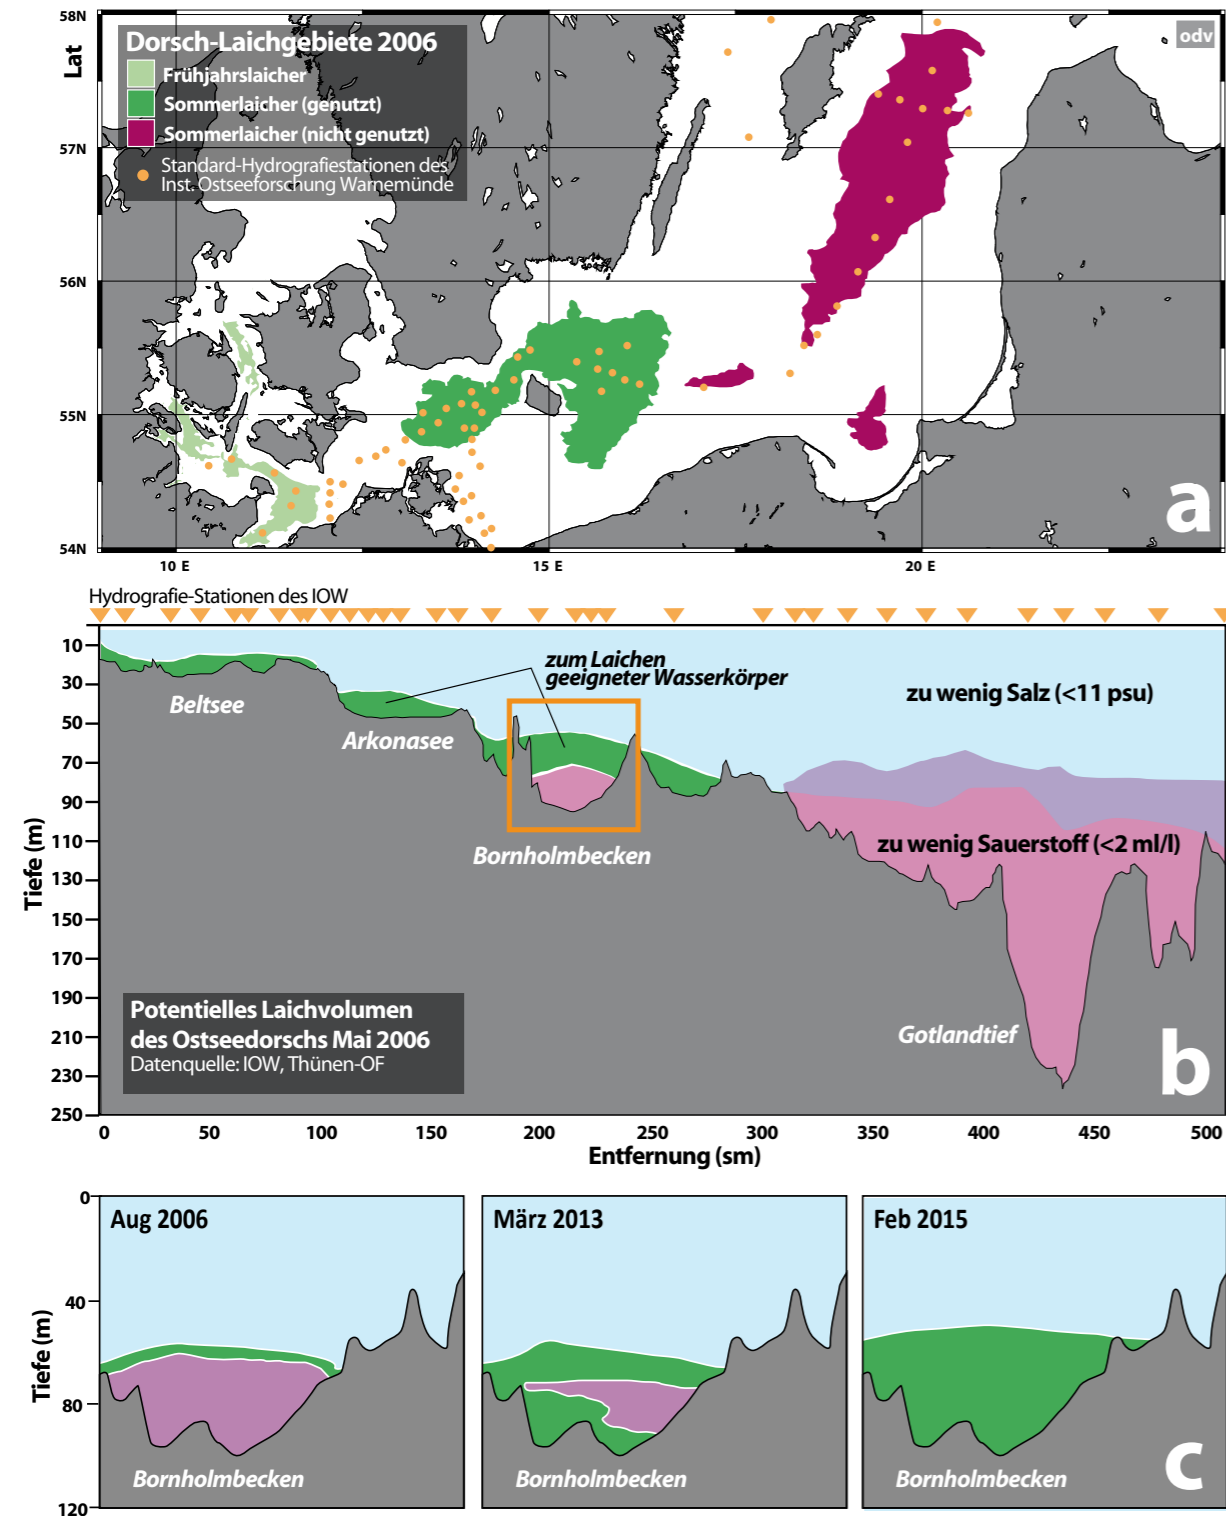 58N
Lat
Dorsch-Laichgebiete 2006
Frühjahrslaicher
Sommerlaicher (genutzt)
Sommerlaicher (nicht genutzt)
Standard-Hydrografiestationen des
Inst. Ostseeforschung Warnemünde
odv
57N
56N
55N
54N
a
10 E
15 E
20 E
Hydrografie-Stationen des IOW
10
30
50
70
90
110
130
150
170
190
210
230
250
Tiefe (m)
zum Laichen
geeigneter Wasserkörper
zu wenig Salz (<11 psu)
Beltsee
Arkonasee
Bornholmbecken
zu wenig Sauerstoff (<2 ml/l)
Gotlandtief
Potentielles Laichvolumen
des Ostseedorschs Mai 2006
Datenquelle: IOW, Thünen-OF
b
0 50 100 150 200 250 300 350 400 450 500
Entfernung (sm)
0
40
80
120
Tiefe (m)
Aug 2006
Bornholmbecken
März 2013
Bornholmbecken
Feb 2015
Bornholmbecken
c